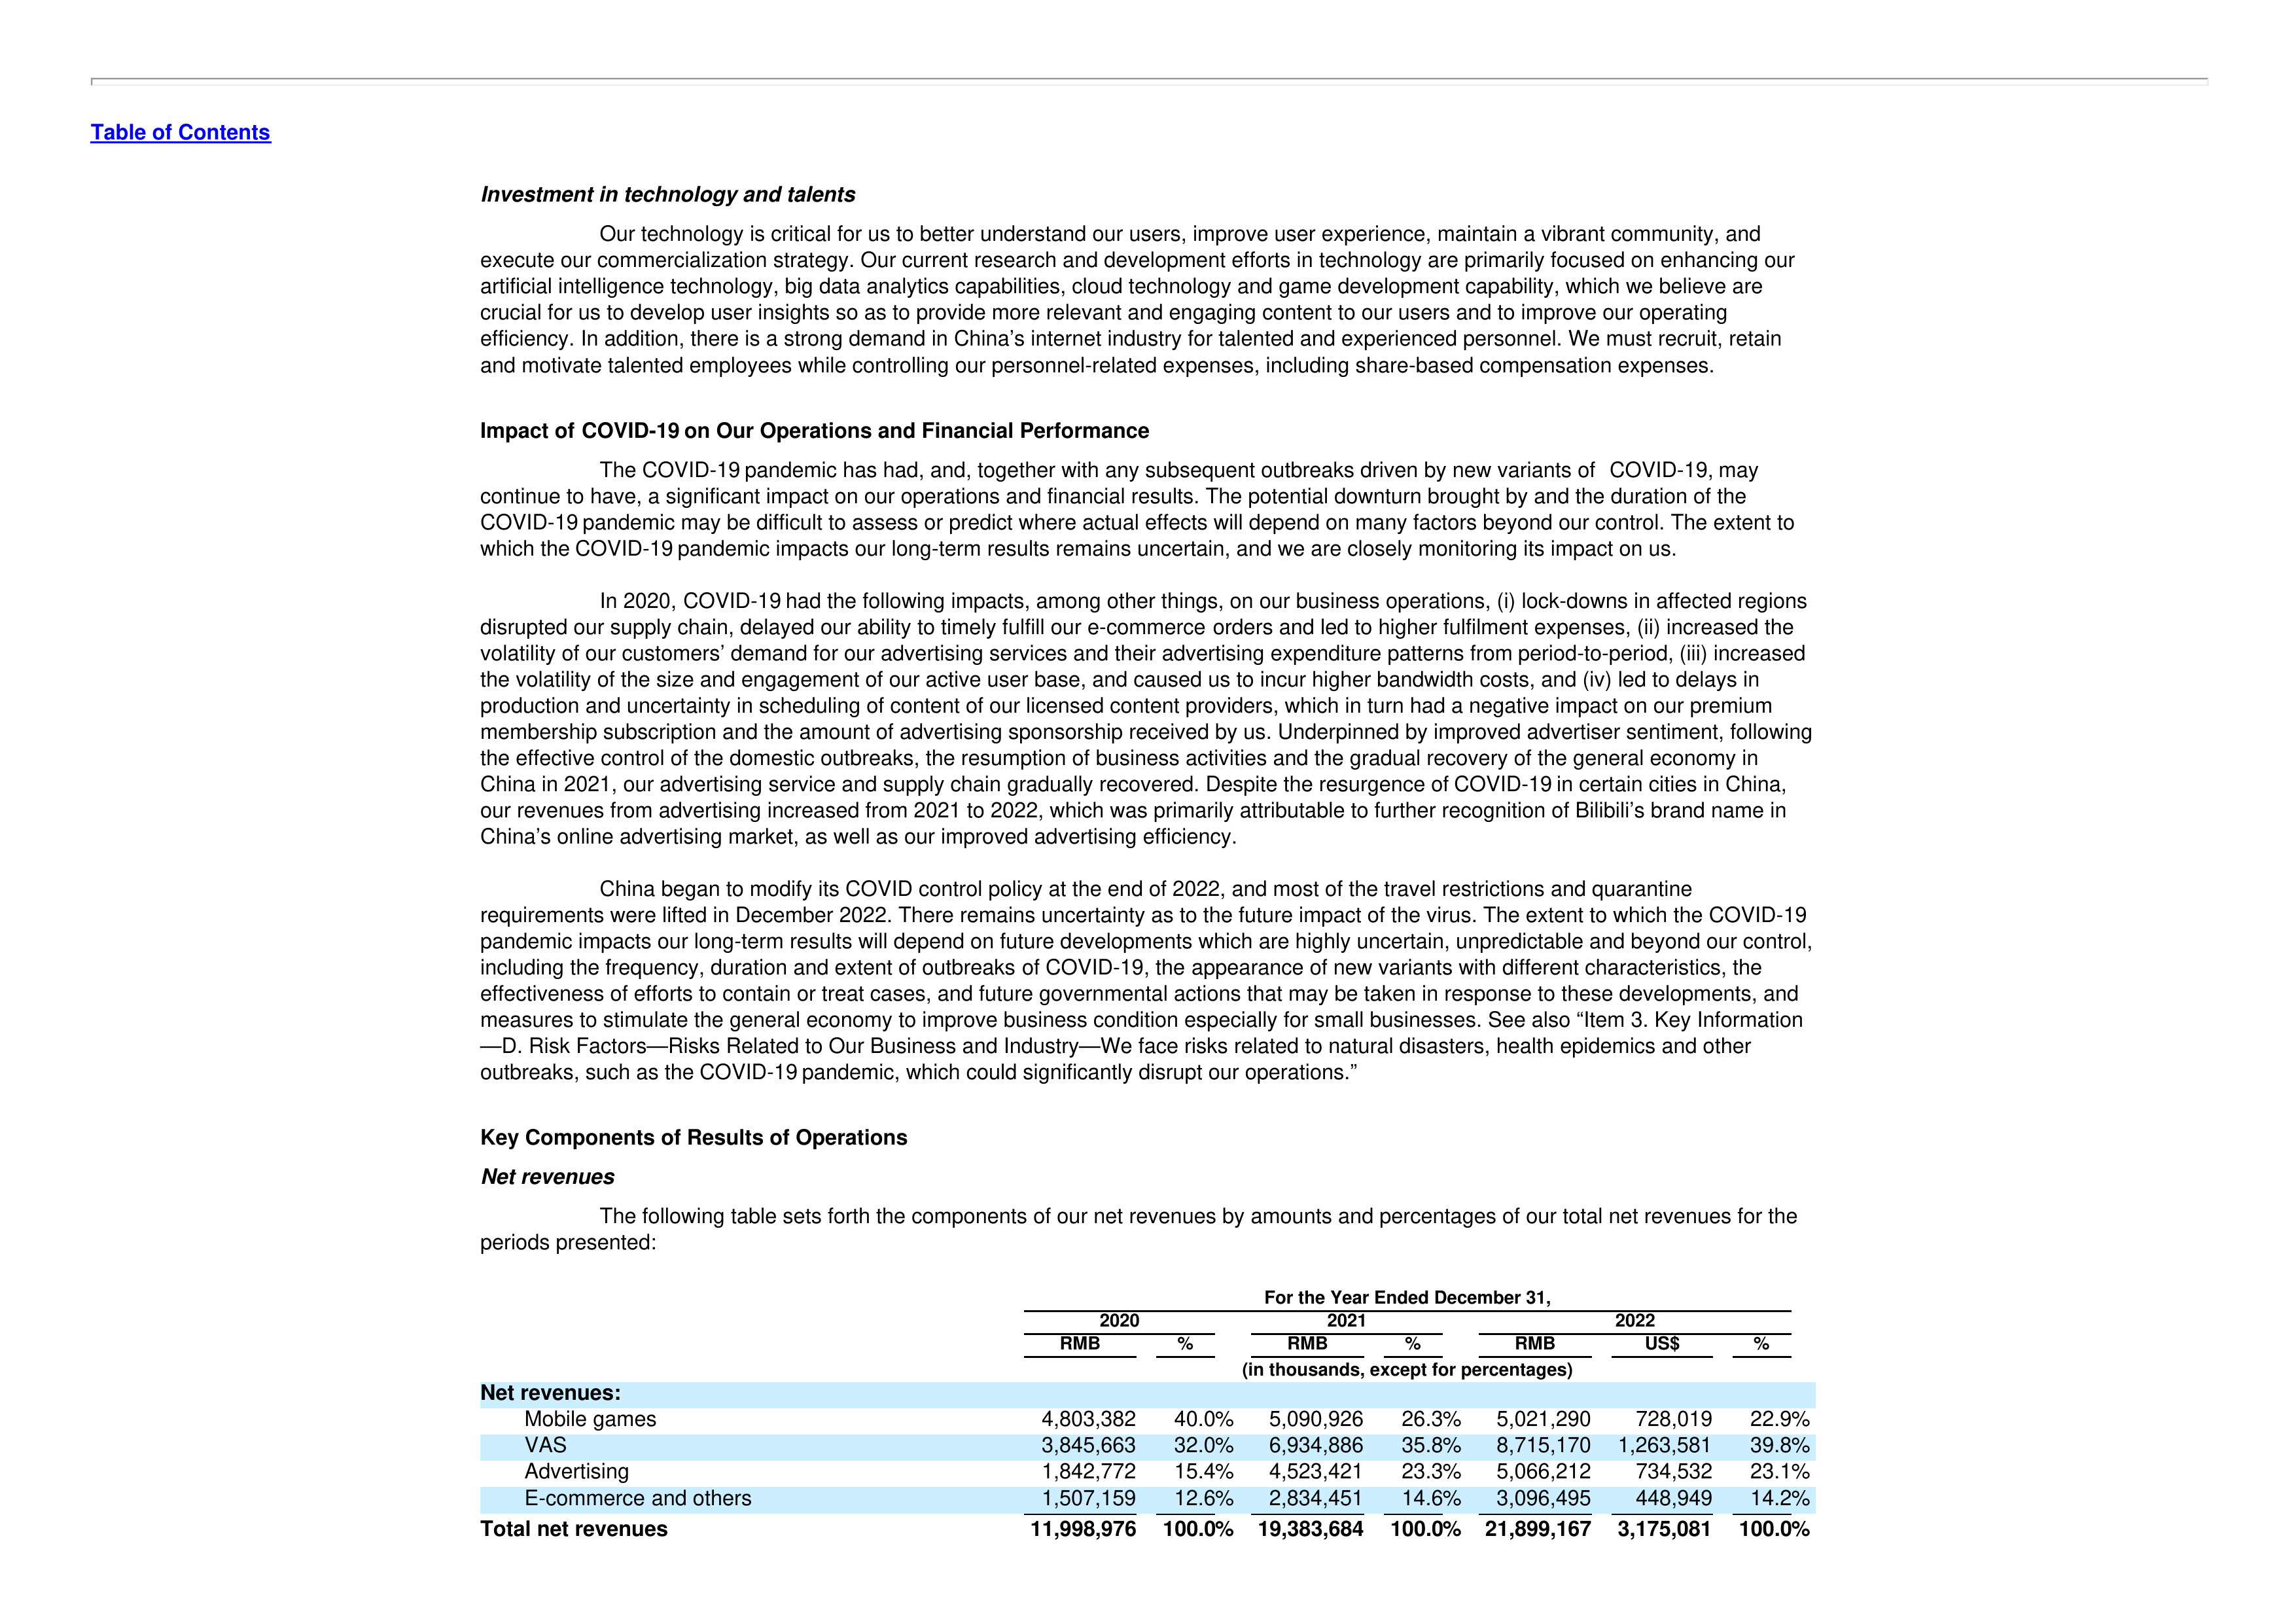 Table of Contents
Investment in technology and talents
Our technology is critical for us to better understand our users, improve user experience, maintain a vibrant community, and
execute our commercialization strategy. Our current research and development efforts in technology are primarily focused on enhancing our
artificial intelligence technology, big data analytics capabilities, cloud technology and game development capability, which we believe are
crucial for us to develop user insights so as to provide more relevant and engaging content to our users and to improve our operating
efficiency. In addition, there is a strong demand in China’s internet industry for talented and experienced personnel. We must recruit, retain
and motivate talented employees while controlling our personnel-related expenses, including share-based compensation expenses.
Impact of COVID-19 on Our Operations and Financial Performance
The COVID-19 pandemic has had, and, together with any subsequent outbreaks driven by new variants of COVID-19, may
continue to have, a significant impact on our operations and financial results. The potential downturn brought by and the duration of the
COVID-19 pandemic may be difficult to assess or predict where actual effects will depend on many factors beyond our control. The extent to
which the COVID-19 pandemic impacts our long-term results remains uncertain, and we are closely monitoring its impact on us.
In 2020, COVID-19 had the following impacts, among other things, on our business operations, (i) lock-downs in affected regions
disrupted our supply chain, delayed our ability to timely fulfill our e-commerce orders and led to higher fulfilment expenses, (ii) increased the
volatility of our customers’ demand for our advertising services and their advertising expenditure patterns from period-to-period, (iii) increased
the volatility of the size and engagement of our active user base, and caused us to incur higher bandwidth costs, and (iv) led to delays in
production and uncertainty in scheduling of content of our licensed content providers, which in turn had a negative impact on our premium
membership subscription and the amount of advertising sponsorship received by us. Underpinned by improved advertiser sentiment, following
the effective control of the domestic outbreaks, the resumption of business activities and the gradual recovery of the general economy in
China in 2021, our advertising service and supply chain gradually recovered. Despite the resurgence of COVID-19 in certain cities in China,
our revenues from advertising increased from 2021 to 2022, which was primarily attributable to further recognition of Bilibili’s brand name in
China’s online advertising market, as well as our improved advertising efficiency.
China began to modify its COVID control policy at the end of 2022, and most of the travel restrictions and quarantine
requirements were lifted in December 2022. There remains uncertainty as to the future impact of the virus. The extent to which the COVID-19
pandemic impacts our long-term results will depend on future developments which are highly uncertain, unpredictable and beyond our control,
including the frequency, duration and extent of outbreaks of COVID-19, the appearance of new variants with different characteristics, the
effectiveness of efforts to contain or treat cases, and future governmental actions that may be taken in response to these developments, and
measures to stimulate the general economy to improve business condition especially for small businesses. See also “Item 3. Key Information
—D. Risk Factors—Risks Related to Our Business and Industry—We face risks related to natural disasters, health epidemics and other
outbreaks, such as the COVID-19 pandemic, which could significantly disrupt our operations.”
Key Components of Results of Operations
Net revenues
The following table sets forth the components of our net revenues by amounts and percentages of our total net revenues for the
periods presented:
For the Year Ended December 31,
2020 2021 2022
RMB % RMB % RMB US$ %
(in thousands, except for percentages)
Net revenues:
Mobile games 4,803,382 40.0% 5,090,926 26.3% 5,021,290 728,019 22.9%
VAS 3,845,663 32.0% 6,934,886 35.8% 8,715,170 1,263,581 39.8%
Advertising 1,842,772 15.4% 4,523,421 23.3% 5,066,212 734,532 23.1%
E-commerce and others 1,507,159 12.6% 2,834,451 14.6% 3,096,495 448,949 14.2%
Total net revenues 11,998,976 100.0% 19,383,684 100.0% 21,899,167 3,175,081 100.0%